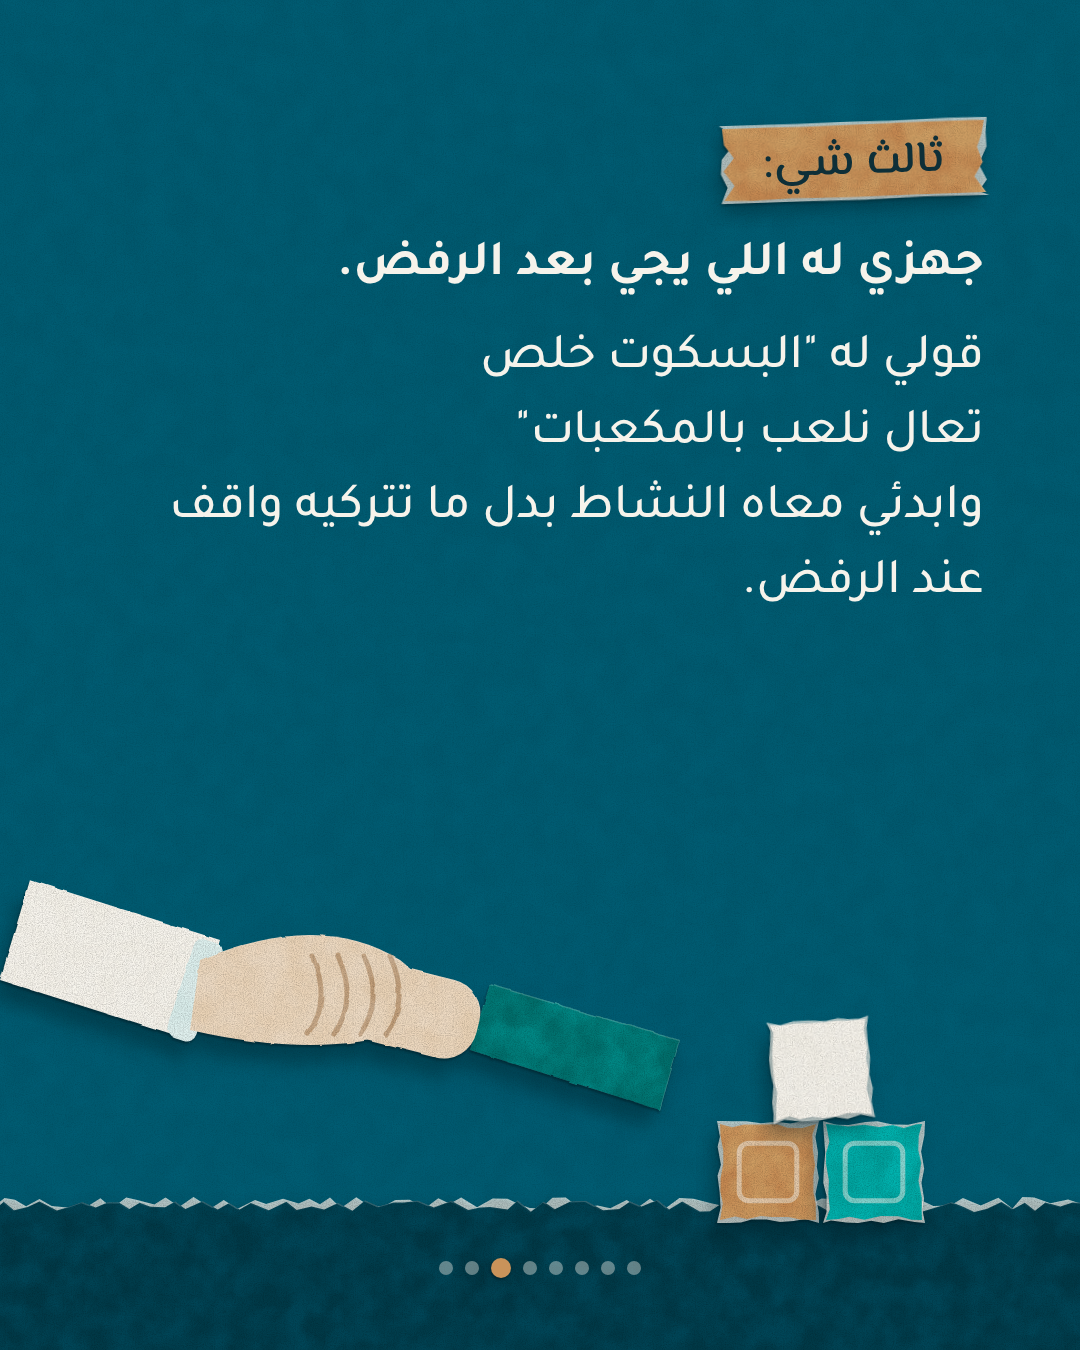 ثالث شي:
جهزي له اللي يجي بعد الرفض.
قولي له "البسكوت خلص
تعال نلعب بالمكعبات"
وابدئي معاه النشاط بدل ما تتركيه واقف
عند الرفض.